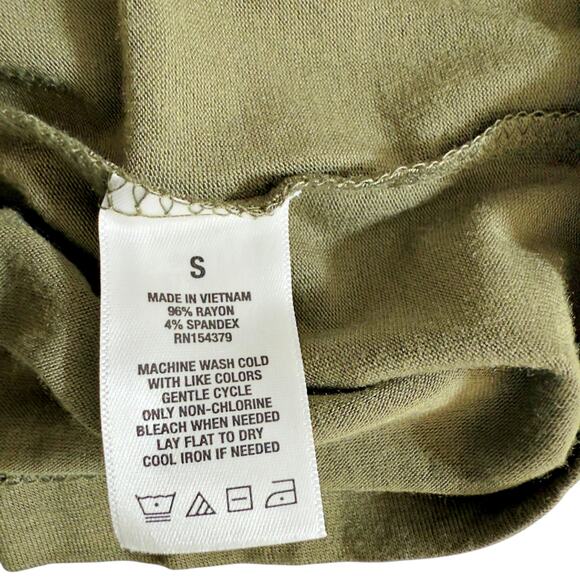 S
MADE IN VIETNAM
96% RAYON
4% SPANDEX
RN154379
MACHINE WASH COLD
WITH LIKE COLORS
GENTLE CYCLE
ONLY NON-CHLORINE
BLEACH WHEN NEEDED
LAY FLAT TO DRY
COOL IRON IF NEEDED